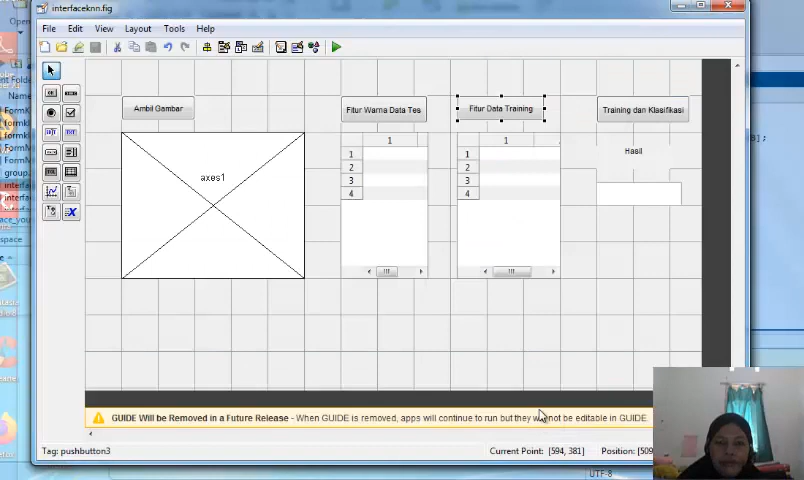 interfaceknn.fig
File Edit View Layout Tools Help
Ambil Gambar
Fitur Warna Data Tes
Fitur Data Training
Training dan Klasifikasi
axes1
1
1
2
3
4
1
1
2
3
4
Hasil
GUIDE Will be Removed in a Future Release - When GUIDE is removed, apps will continue to run but they will not be editable in GUIDE
Tag: pushbutton3
Current Point: [594, 381]
Position: [509
UTF-8